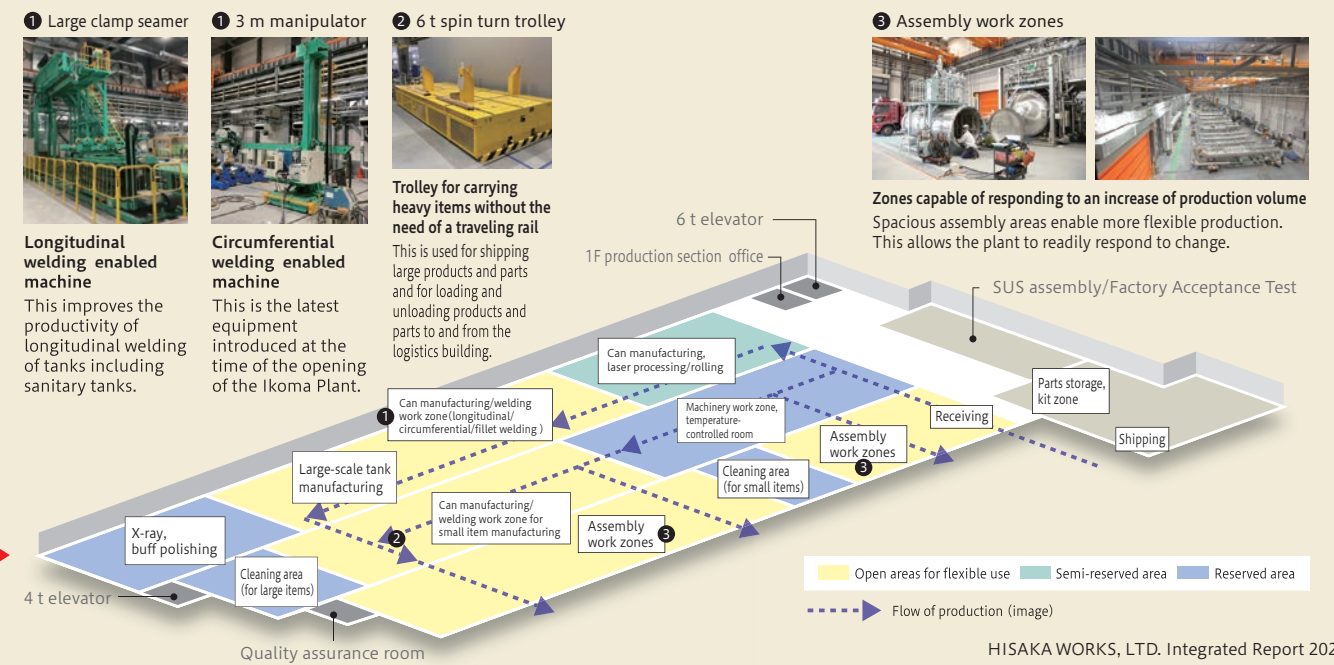 1 Large clamp seamer
Longitudinal
welding enabled
machine
This improves the
productivity of
longitudinal welding
of tanks including
sanitary tanks.
1 3 m manipulator
Circumferential
welding enabled
machine
This is the latest
equipment
introduced at the
time of the opening
of the Ikoma Plant.
2 6 t spin turn trolley
Trolley for carrying
heavy items without the
need of a traveling rail
This is used for shipping
large products and parts
and for loading and
unloading products and
parts to and from the
logistics building.
3 Assembly work zones
Zones capable of responding to an increase of production volume
Spacious assembly areas enable more flexible production.
This allows the plant to readily respond to change.
6 t elevator
1F production section office
SUS assembly/Factory Acceptance Test
Can manufacturing,
laser processing/rolling
Parts storage,
kit zone
1
Can manufacturing/welding
work zone(longitudinal/
circumferential/fillet welding )
Machinery work zone,
temperature-
controlled room
Receiving
Shipping
Assembly
work zones
3
Large-scale tank
manufacturing
Cleaning area
(for small items)
Can manufacturing/
welding work zone for
small item manufacturing
X-ray,
buff polishing
2
Assembly
work zones
3
Cleaning area
(for large items)
4 t elevator
Quality assurance room
Open areas for flexible use
Semi-reserved area
Reserved area
Flow of production (image)
HISAKA WORKS, LTD. Integrated Report 202